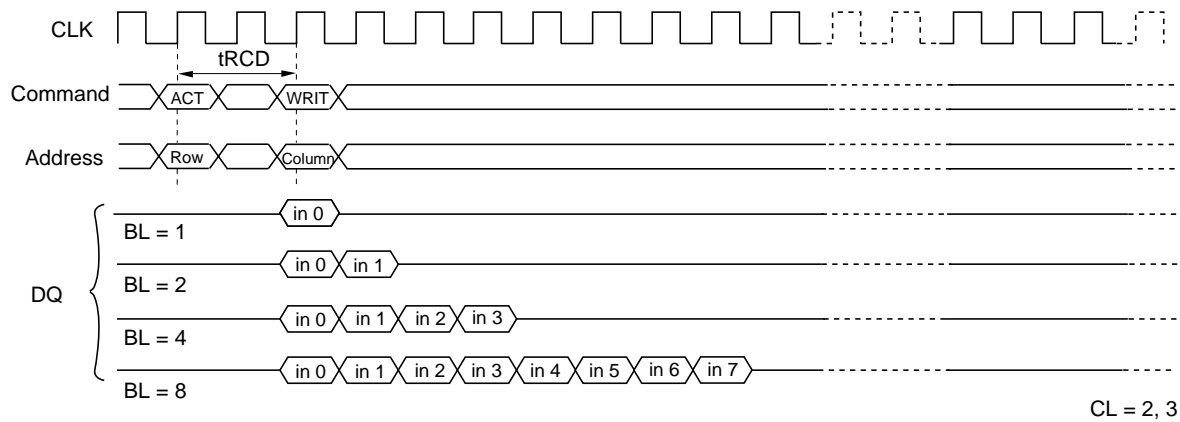 CLK
tRCD
Command ACT WRIT
Address Row Column
in 0
BL = 1
in 0 in 1
BL = 2
DQ
in 0 in 1 in 2 in 3
BL = 4
in 0 in 1 in 2 in 3 in 4 in 5 in 6 in 7
BL = 8
CL = 2, 3